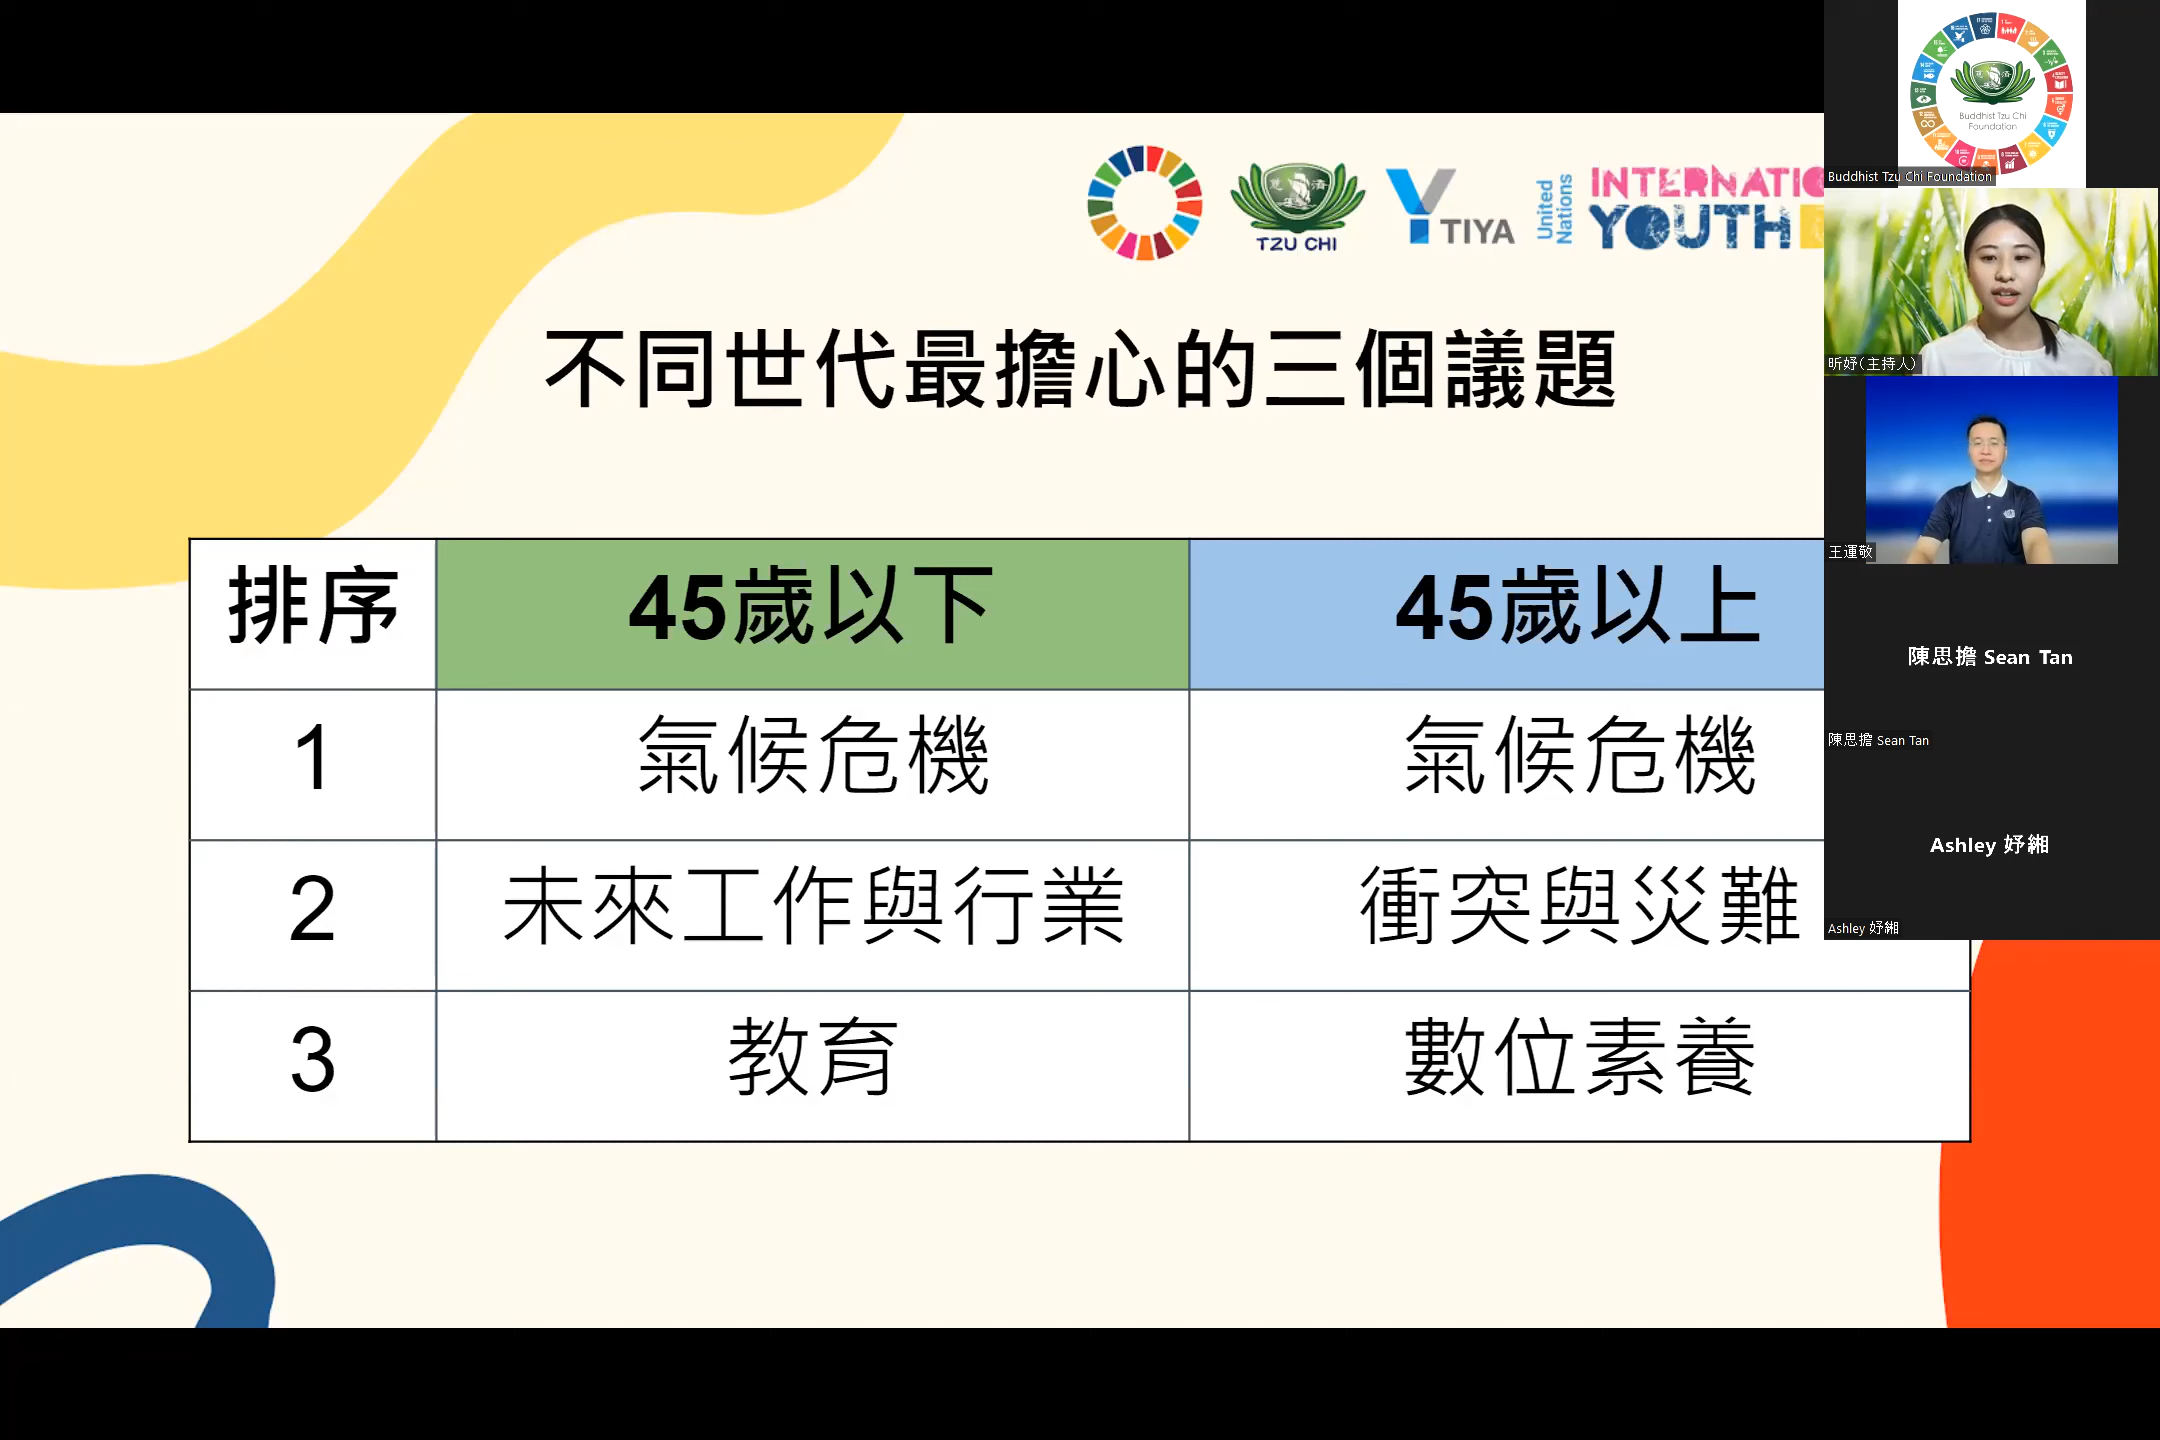 TZU CHI
TIYA
United
Nations
INTERNATIO
YOUTH
不同世代最擔心的三個議題
排序 45歲以下 45歲以上
1 氣候危機 氣候危機
2 未來工作與行業 衝突與災難
3 教育 數位素養
Buddhist Tzu Chi
Foundation
Buddhist Tzu Chi Foundation
昕妤(主持人)
王運敬
陳思擔 Sean Tan
陳思擔 Sean Tan
Ashley 妤緗
Ashley 妤緗